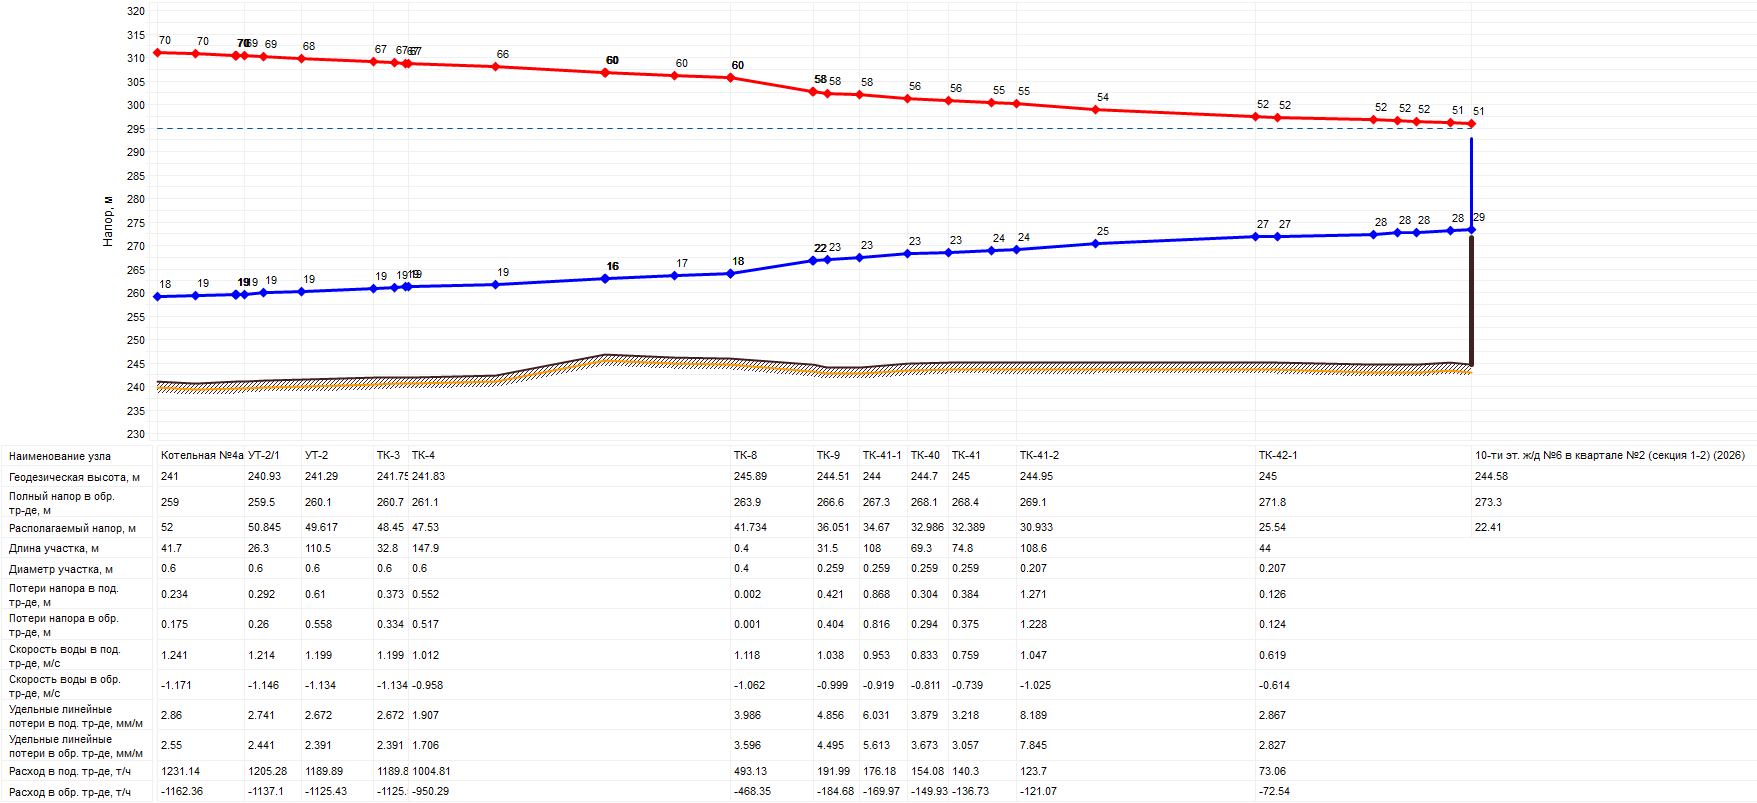 320
315
310
305
300
295
290
285
280
275
270
265
260
255
250
245
240
235
230
Напор, м
70 70 70 69 69 68 67 67 67 66 60 60 60 58 58 58 56 56 55 55 54 52 52 52 52 52 51 51
18 19 19 19 19 19 19 19 19 19 16 17 18 22 23 23 23 23 24 24 25 27 27 28 28 28 28 29
Наименование узла Котельная №4а УТ-2/1 УТ-2 ТК-3 ТК-4 ТК-8 ТК-9 ТК-41-1 ТК-40 ТК-41 ТК-41-2 ТК-42-1 10-ти эт. ж/д №6 в квартале №2 (секция 1-2) (2026)
Геодезическая высота, м 241 240.93 241.29 241.75 241.83 245.89 244.51 244 244.7 245 244.95 245 244.58
Полный напор в обр.
тр-де, м 259 259.5 260.1 260.7 261.1 263.9 266.6 267.3 268.1 268.4 269.1 271.8 273.3
Располагаемый напор, м 52 50.845 49.617 48.45 47.53 41.734 36.051 34.67 32.986 32.389 30.933 25.54 22.41
Длина участка, м 41.7 26.3 110.5 32.8 147.9 0.4 31.5 108 69.3 74.8 108.6 44
Диаметр участка, м 0.6 0.6 0.6 0.6 0.6 0.4 0.259 0.259 0.259 0.259 0.207 0.207
Потери напора в под.
тр-де, м 0.234 0.292 0.61 0.373 0.552 0.002 0.421 0.868 0.304 0.384 1.271 0.126
Потери напора в обр.
тр-де, м 0.175 0.26 0.558 0.334 0.517 0.001 0.404 0.816 0.294 0.375 1.228 0.124
Скорость воды в под.
тр-де, м/с 1.241 1.214 1.199 1.199 1.012 1.118 1.038 0.953 0.833 0.759 1.047 0.619
Скорость воды в обр.
тр-де, м/с -1.171 -1.146 -1.134 -1.134 -0.958 -1.062 -0.999 -0.919 -0.811 -0.739 -1.025 -0.614
Удельные линейные
потери в под. тр-де, мм/м 2.86 2.741 2.672 2.672 1.907 3.986 4.856 6.031 3.879 3.218 8.189 2.867
Удельные линейные
потери в обр. тр-де, мм/м 2.55 2.441 2.391 2.391 1.706 3.596 4.495 5.613 3.673 3.057 7.845 2.827
Расход в под. тр-де, т/ч 1231.14 1205.28 1189.89 1189.8 1004.81 493.13 191.99 176.18 154.08 140.3 123.7 73.06
Расход в обр. тр-де, т/ч -1162.36 -1137.1 -1125.43 -1125. -950.29 -468.35 -184.68 -169.97 -149.93 -136.73 -121.07 -72.54